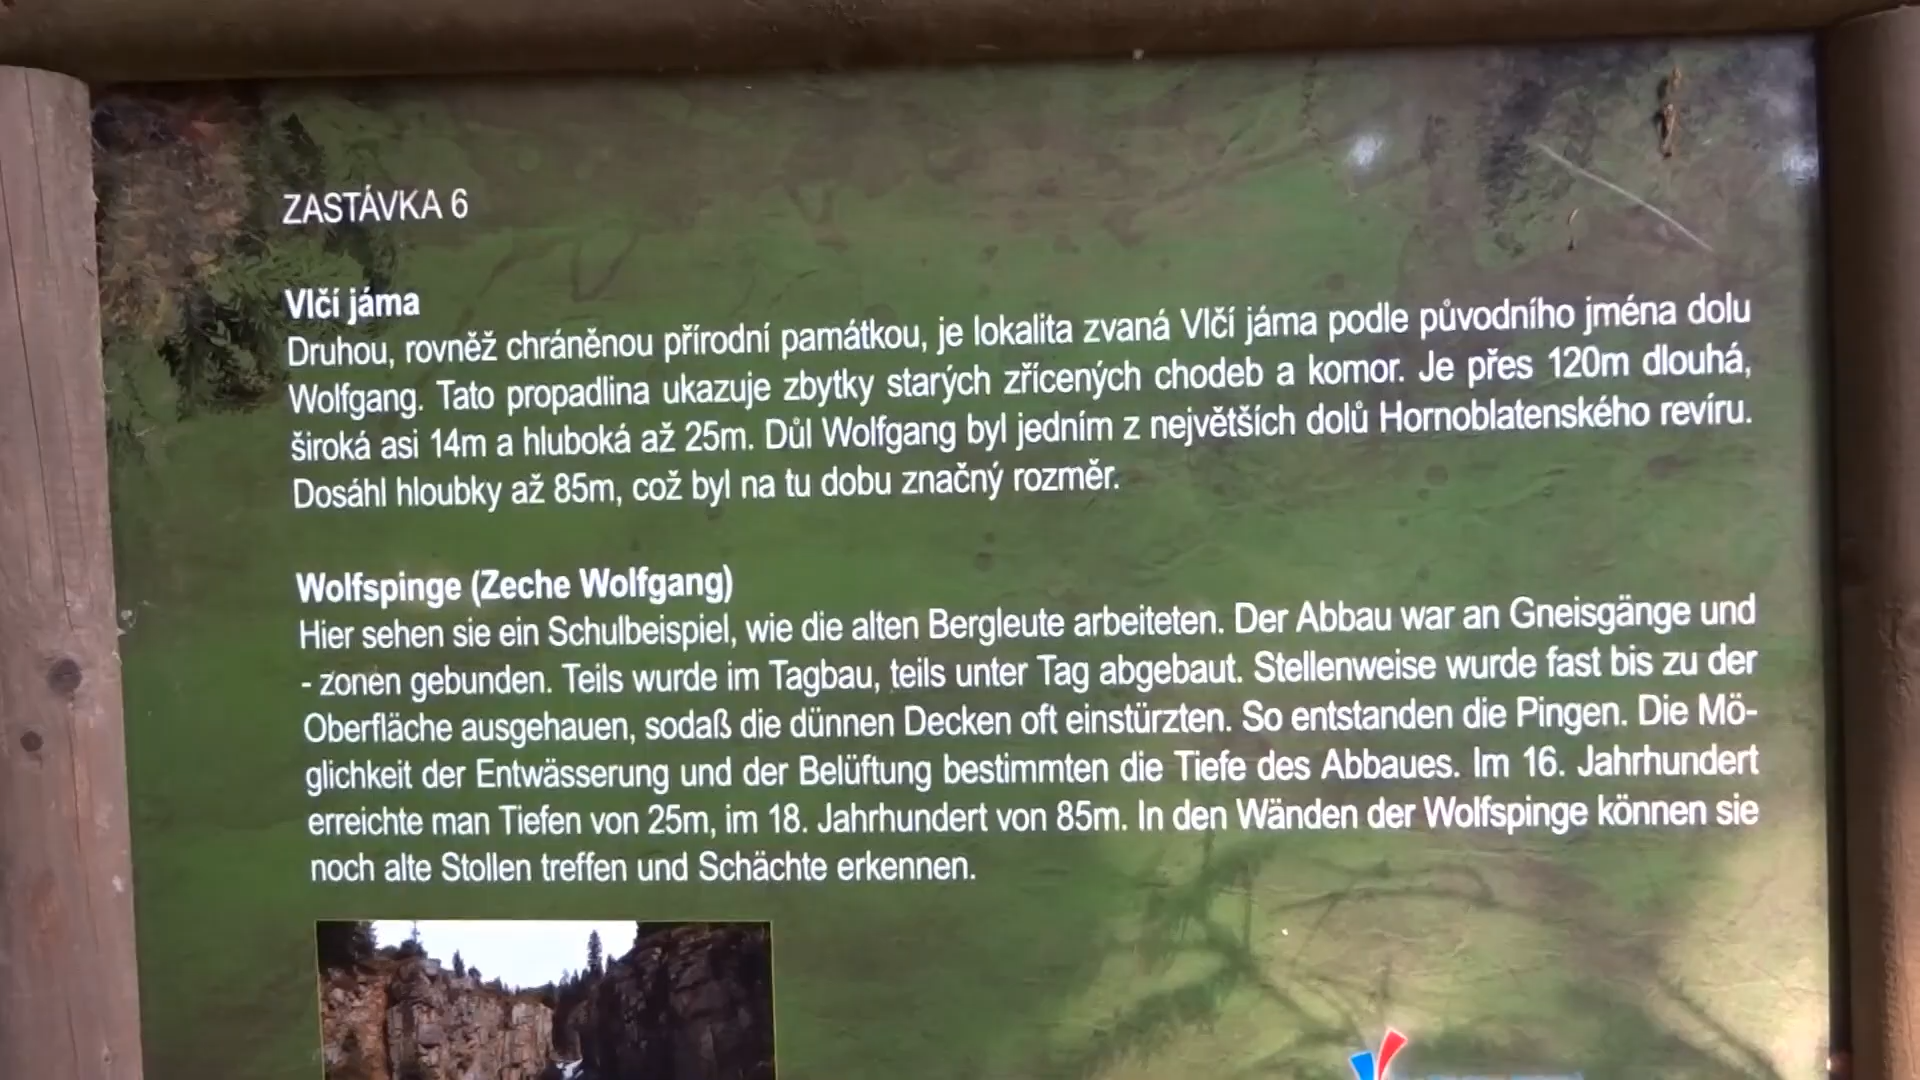 ZASTÁVKA 6
Vlčí jáma
Druhou, rovněž chráněnou přírodní památkou, je lokalita zvaná Vlčí jáma podle původního jména dolu
Wolfgang. Tato propadlina ukazuje zbytky starých zřícených chodeb a komor. Je přes 120m dlouhá,
široká asi 14m a hluboká až 25m. Důl Wolfgang byl jedním z největších dolů Hornoblatenského revíru.
Dosáhl hloubky až 85m, což byl na tu dobu značný rozměr.
Wolfspinge (Zeche Wolfgang)
Hier sehen sie ein Schulbeispiel, wie die alten Bergleute arbeiteten. Der Abbau war an Gneisgänge und
- zonen gebunden. Teils wurde im Tagbau, teils unter Tag abgebaut. Stellenweise wurde fast bis zu der
Oberfläche ausgehauen, sodaß die dünnen Decken oft einstürzten. So entstanden die Pingen. Die Mö-
glichkeit der Entwässerung und der Belüftung bestimmten die Tiefe des Abbaues. Im 16. Jahrhundert
erreichte man Tiefen von 25m, im 18. Jahrhundert von 85m. In den Wänden der Wolfspinge können sie
noch alte Stollen treffen und Schächte erkennen.